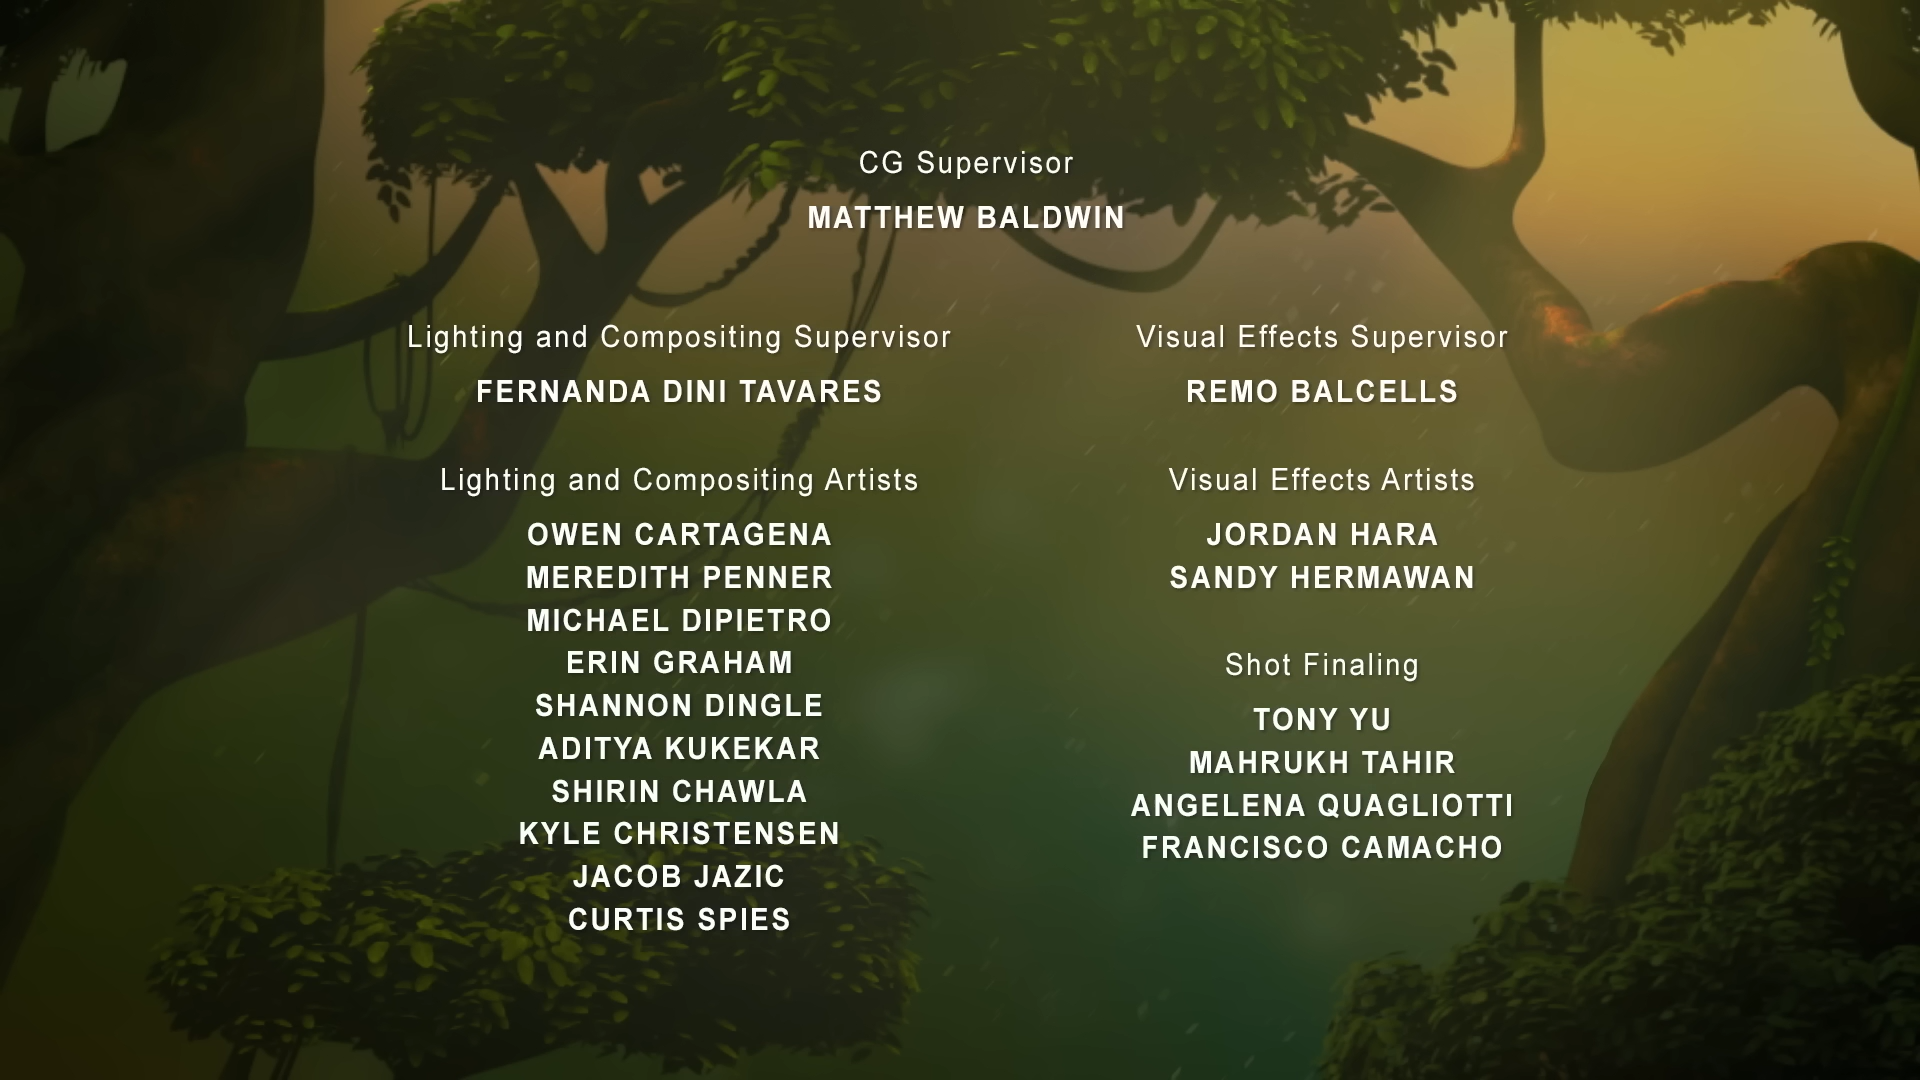 CG Supervisor
MATTHEW BALDWIN
Lighting and Compositing Supervisor
FERNANDA DINI TAVARES
Lighting and Compositing Artists
OWEN CARTAGENA
MEREDITH PENNER
MICHAEL DIPIETRO
ERIN GRAHAM
SHANNON DINGLE
ADITYA KUKEKAR
SHIRIN CHAWLA
KYLE CHRISTENSEN
JACOB JAZIC
CURTIS SPIES
Visual Effects Supervisor
REMO BALCELLS
Visual Effects Artists
JORDAN HARA
SANDY HERMAWAN
Shot Finaling
TONY YU
MAHRUKH TAHIR
ANGELENA QUAGLIOTTI
FRANCISCO CAMACHO